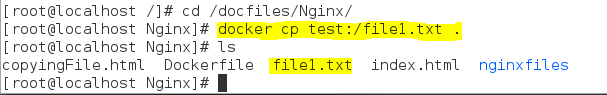 [root@localhost /]# cd /docfiles/Nginx/
[root@localhost Nginx]# docker cp test:/file1.txt .
[root@localhost Nginx]# ls
copyingFile.html  Dockerfile  file1.txt  index.html  nginxfiles
[root@localhost Nginx]#